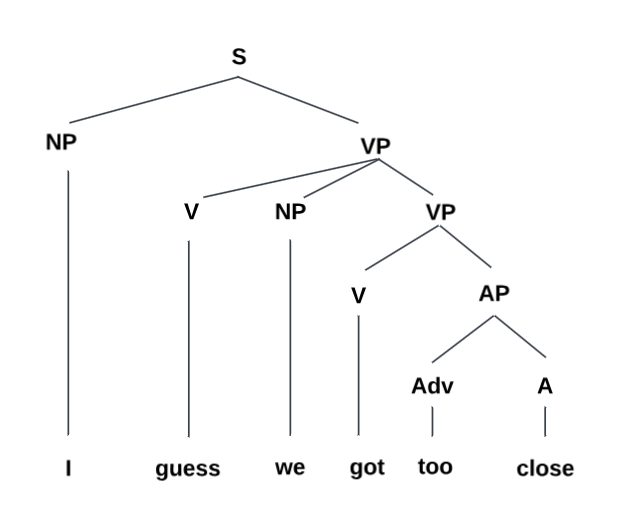 S
NP VP
V NP VP
V AP
Adv A
I guess we got too close